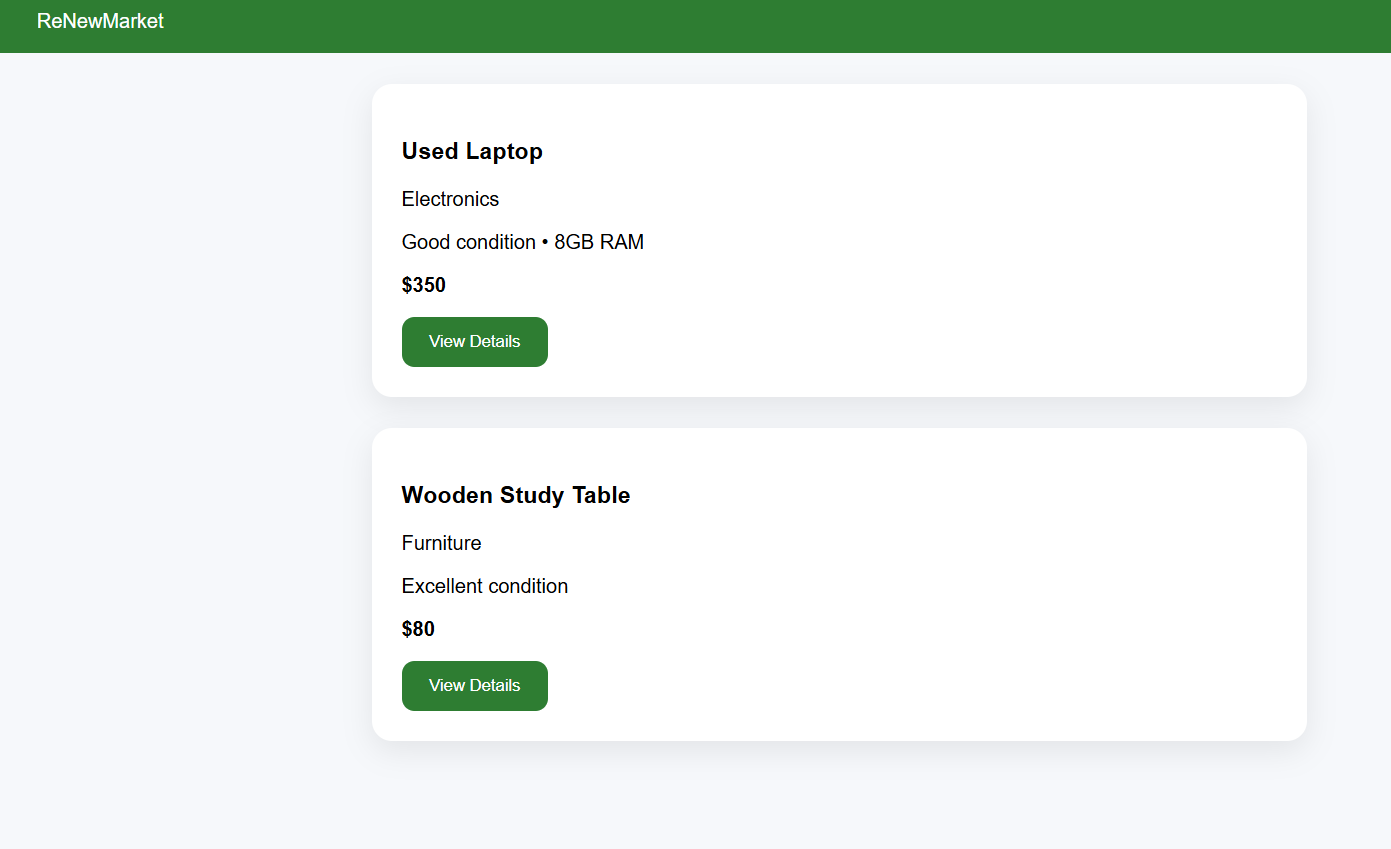 ReNewMarket
Used Laptop
Electronics
Good condition • 8GB RAM
$350
View Details
Wooden Study Table
Furniture
Excellent condition
$80
View Details